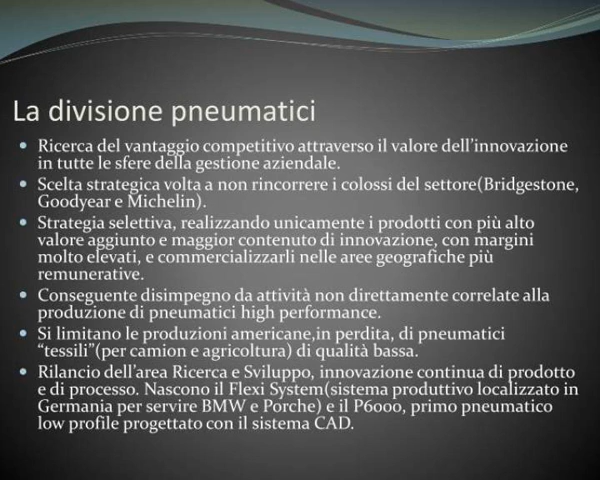 La divisione pneumatici
Ricerca del vantaggio competitivo attraverso il valore dell'innovazione
in tutte le sfere della gestione aziendale.
Scelta strategica volta a non rincorrere i colossi del settore(Bridgestone,
Goodyear e Michelin).
Strategia selettiva, realizzando unicamente i prodotti con più alto
valore aggiunto e maggior contenuto di innovazione, con margini
molto elevati, e commercializzarli nelle aree geografiche più
remunerative.
Conseguente disimpegno da attività non direttamente correlate alla
produzione di pneumatici high performance.
Si limitano le produzioni americane,in perdita, di pneumatici
“tessili”(per camion e agricoltura) di qualità bassa.
Rilancio dell'area Ricerca e Sviluppo, innovazione continua di prodotto
e di processo. Nascono il Flexi System(sistema produttivo localizzato in
Germania per servire BMW e Porche) e il P6000, primo pneumatico
low profile progettato con il sistema CAD.